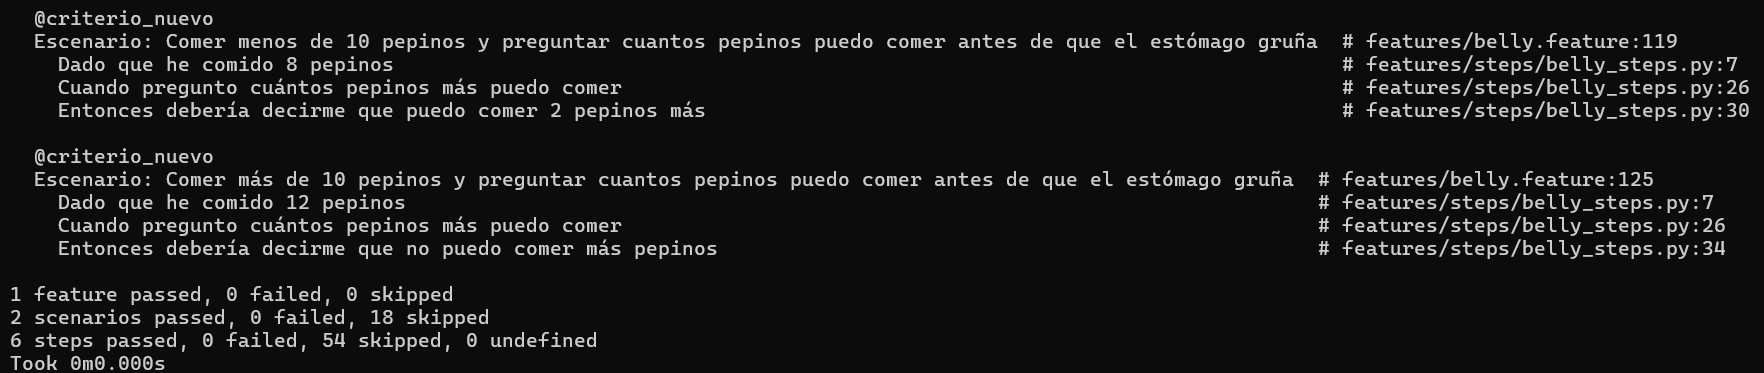 @criterio_nuevo
Escenario: Comer menos de 10 pepinos y preguntar cuantos pepinos puedo comer antes de que el estómago gruña  # features/belly.feature:119
Dado que he comido 8 pepinos  # features/steps/belly_steps.py:7
Cuando pregunto cuántos pepinos más puedo comer  # features/steps/belly_steps.py:26
Entonces debería decirme que puedo comer 2 pepinos más  # features/steps/belly_steps.py:30
@criterio_nuevo
Escenario: Comer más de 10 pepinos y preguntar cuantos pepinos puedo comer antes de que el estómago gruña  # features/belly.feature:125
Dado que he comido 12 pepinos  # features/steps/belly_steps.py:7
Cuando pregunto cuántos pepinos más puedo comer  # features/steps/belly_steps.py:26
Entonces debería decirme que no puedo comer más pepinos  # features/steps/belly_steps.py:34
1 feature passed, 0 failed, 0 skipped
2 scenarios passed, 0 failed, 18 skipped
6 steps passed, 0 failed, 54 skipped, 0 undefined
Took 0m0.000s